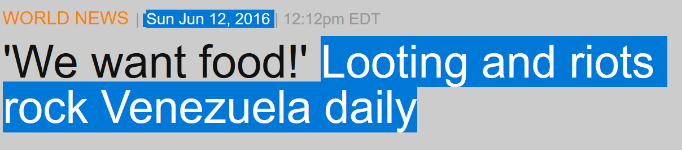 WORLD NEWS | Sun Jun 12, 2016 | 12:12pm EDT
'We want food!' Looting and riots
rock Venezuela daily